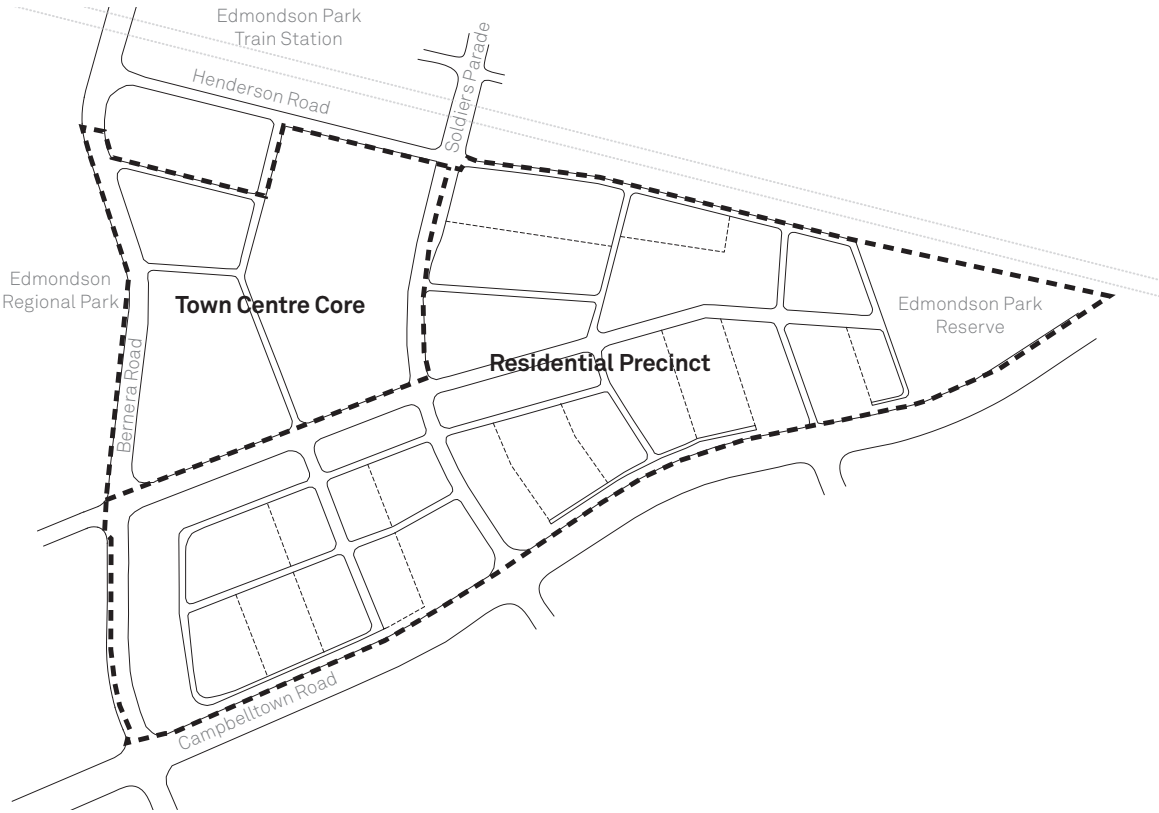 Edmondson Park
Train Station
Soldiers Parade
Henderson Road
Edmondson
Regional Park
Town Centre Core
Edmondson Park
Reserve
Residential Precinct
Bernera Road
Campbelltown Road